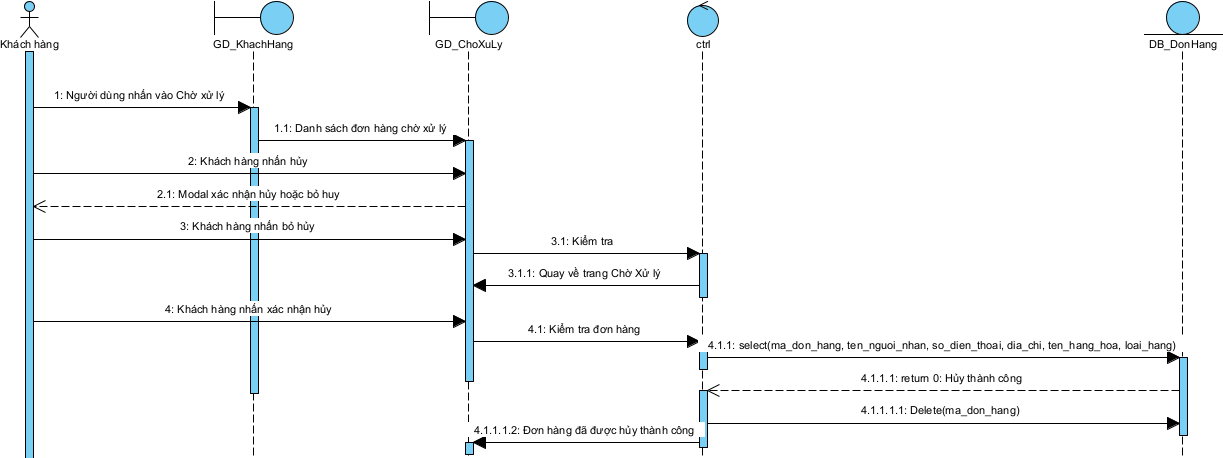 Khách hàng
GD_KhachHang
GD_ChoXuLy
ctrl
DB_DonHang
1: Người dùng nhấn vào Chờ xử lý
1.1: Danh sách đơn hàng chờ xử lý
2: Khách hàng nhấn hủy
2.1: Modal xác nhận hủy hoặc bỏ huy
3: Khách hàng nhấn bỏ hủy
3.1: Kiểm tra
3.1.1: Quay về trang Chờ Xử lý
4: Khách hàng nhấn xác nhận hủy
4.1: Kiểm tra đơn hàng
4.1.1: select(ma_don_hang, ten_nguoi_nhan, so_dien_thoai, dia_chi, ten_hang_hoa, loai_hang)
4.1.1.1: return 0: Hủy thành công
4.1.1.1.1: Delete(ma_don_hang)
4.1.1.1.2: Đơn hàng đã được hủy thành công